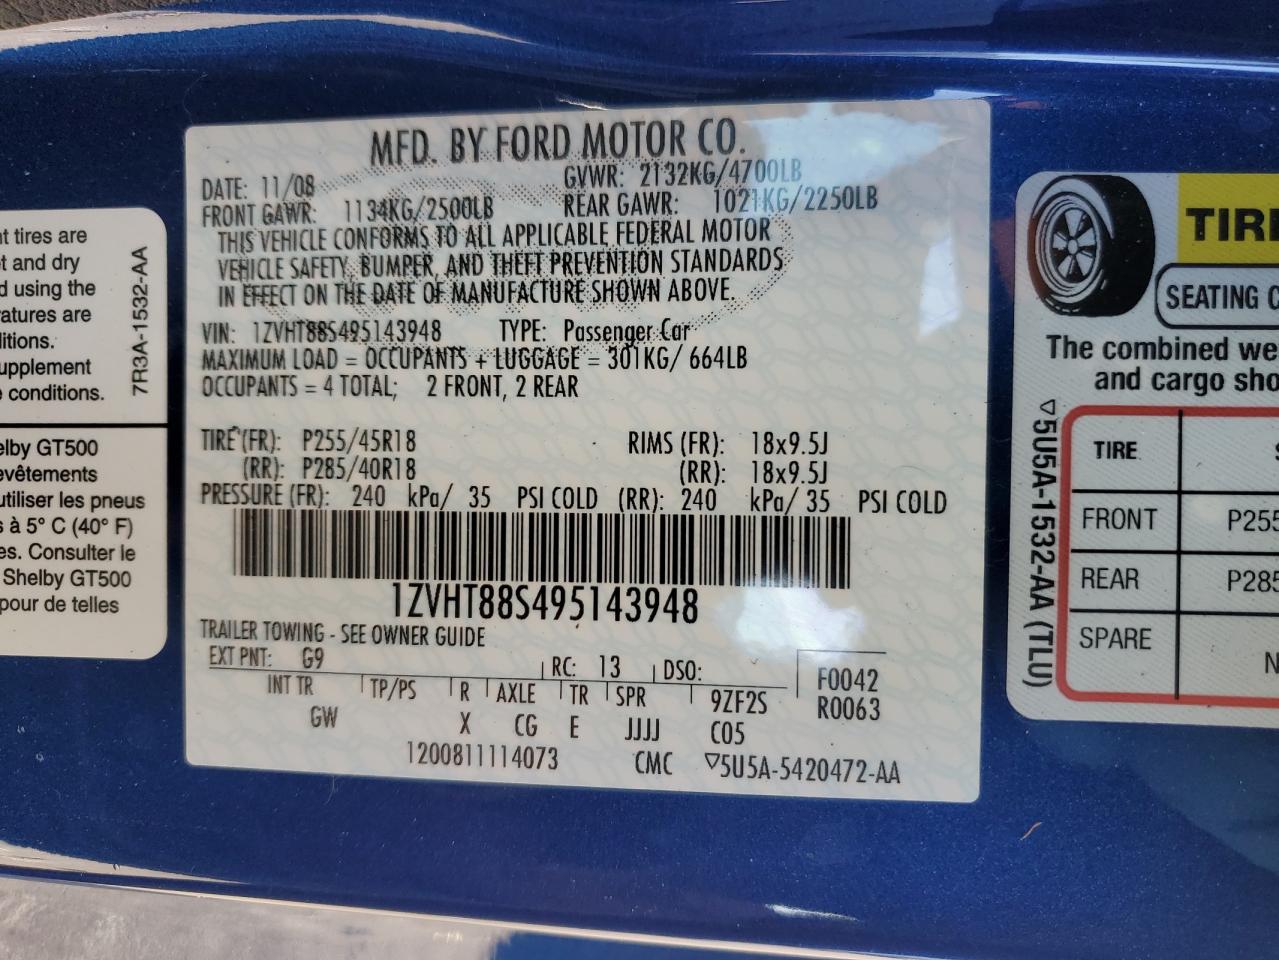 nt tires are
t and dry
d using the
ratures are
ditions.
upplement
e conditions.
7R3A-1532-AA
elby GT500
evêtements
utiliser les pneus
s à 5° C (40° F)
es. Consulter le
Shelby GT500
pour de telles
MFD. BY FORD MOTOR CO.
DATE: 11/08 GVWR: 2132KG/4700LB
FRONT GAWR: 1134KG/2500LB REAR GAWR: 1021KG/2250LB
THIS VEHICLE CONFORMS TO ALL APPLICABLE FEDERAL MOTOR
VEHICLE SAFETY, BUMPER, AND THEFT PREVENTION STANDARDS
IN EFFECT ON THE DATE OF MANUFACTURE SHOWN ABOVE.
VIN: 1ZVHT88S495143948 TYPE: Passenger Car
MAXIMUM LOAD = OCCUPANTS + LUGGAGE = 301KG/ 664LB
OCCUPANTS = 4 TOTAL; 2 FRONT, 2 REAR
TIRE (FR): P255/45R18 RIMS (FR): 18x9.5J
(RR): P285/40R18 (RR): 18x9.5J
PRESSURE (FR): 240 kPa/ 35 PSI COLD (RR): 240 kPa/ 35 PSI COLD
1ZVHT88S495143948
TRAILER TOWING - SEE OWNER GUIDE
EXT PNT: G9 RC: 13 DSO: F0042
INT TR TP/PS R AXLE TR SPR 9ZF2S R0063
GW X CG E JJJJ C05
1200811114073 CMC ▽5U5A-5420472-AA
TIRE
SEATING C
The combined we
and cargo sho
▽5U5A-1532-AA (TLU)
TIRE S
FRONT P255
REAR P285
SPARE N